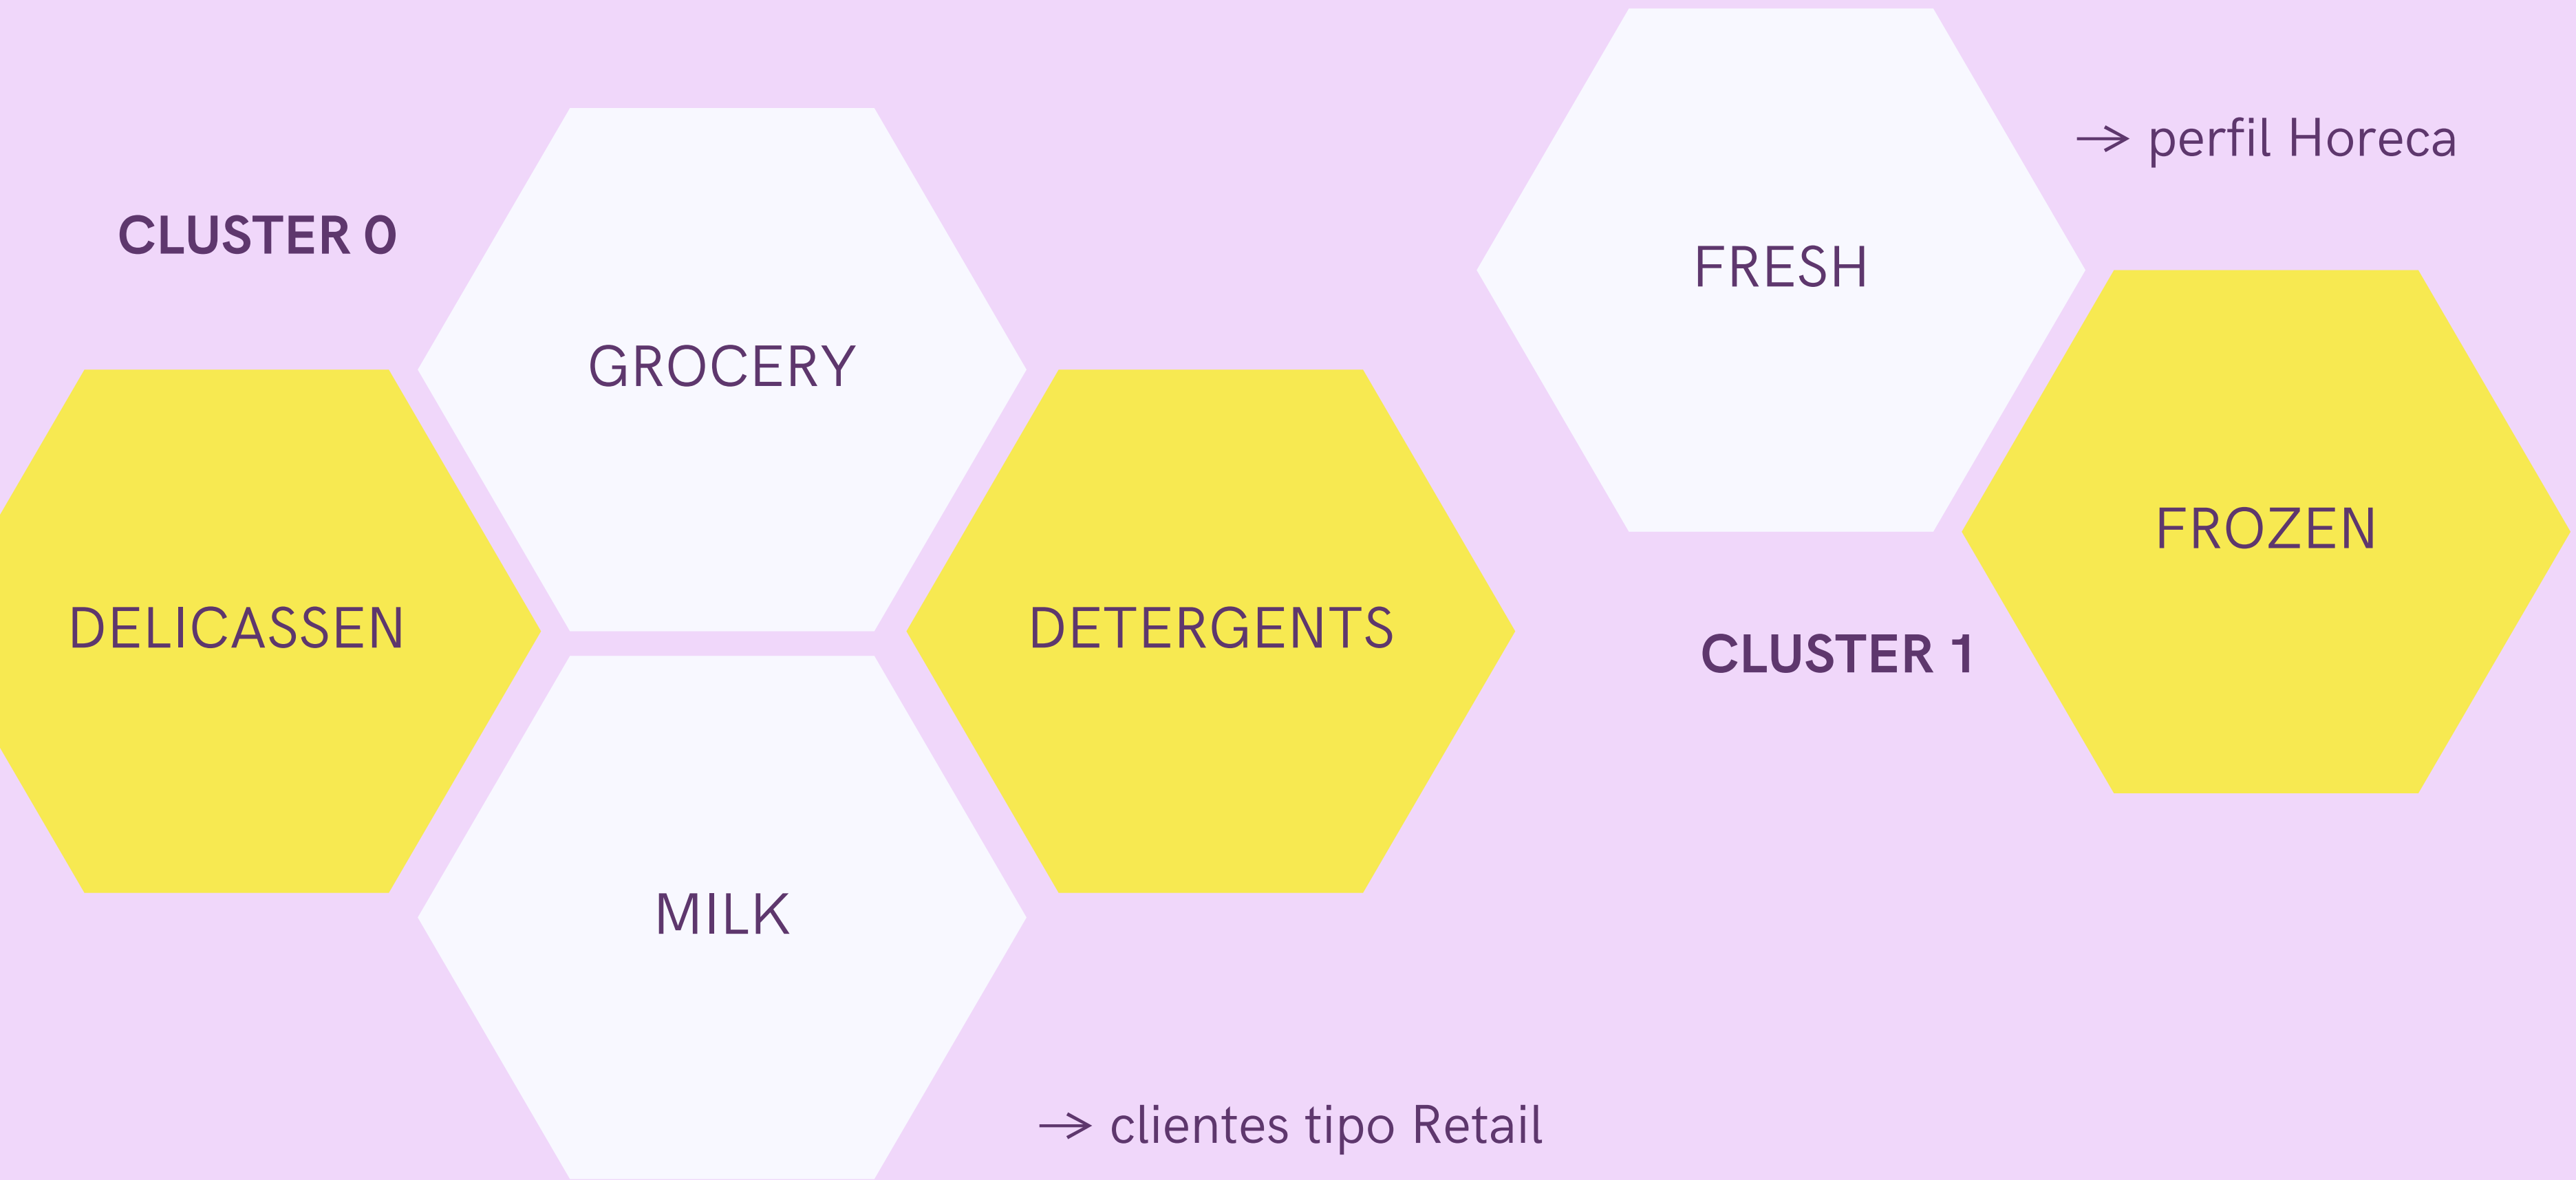 CLUSTER 0
GROCERY
DELICASSEN
DETERGENTS
MILK
→ clientes tipo Retail
FRESH
→ perfil Horeca
FROZEN
CLUSTER 1